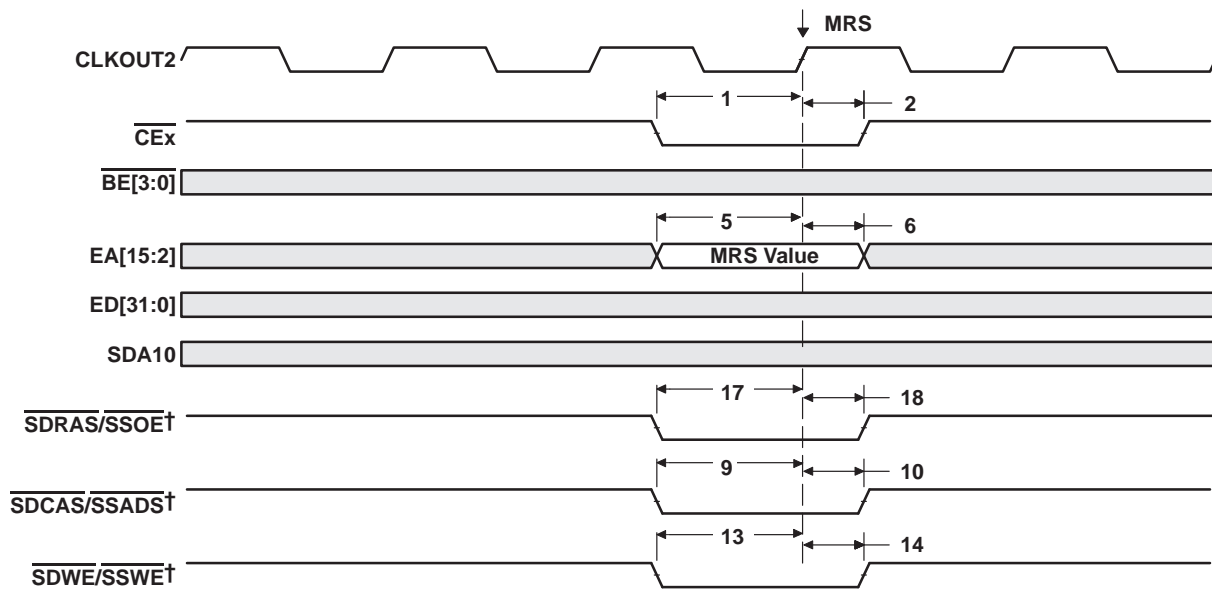 MRS
CLKOUT2
1 2
CEx
BE[3:0]
5 6
EA[15:2] MRS Value
ED[31:0]
SDA10
17 18
SDRAS/SSOE†
9 10
SDCAS/SSADS†
13 14
SDWE/SSWE†